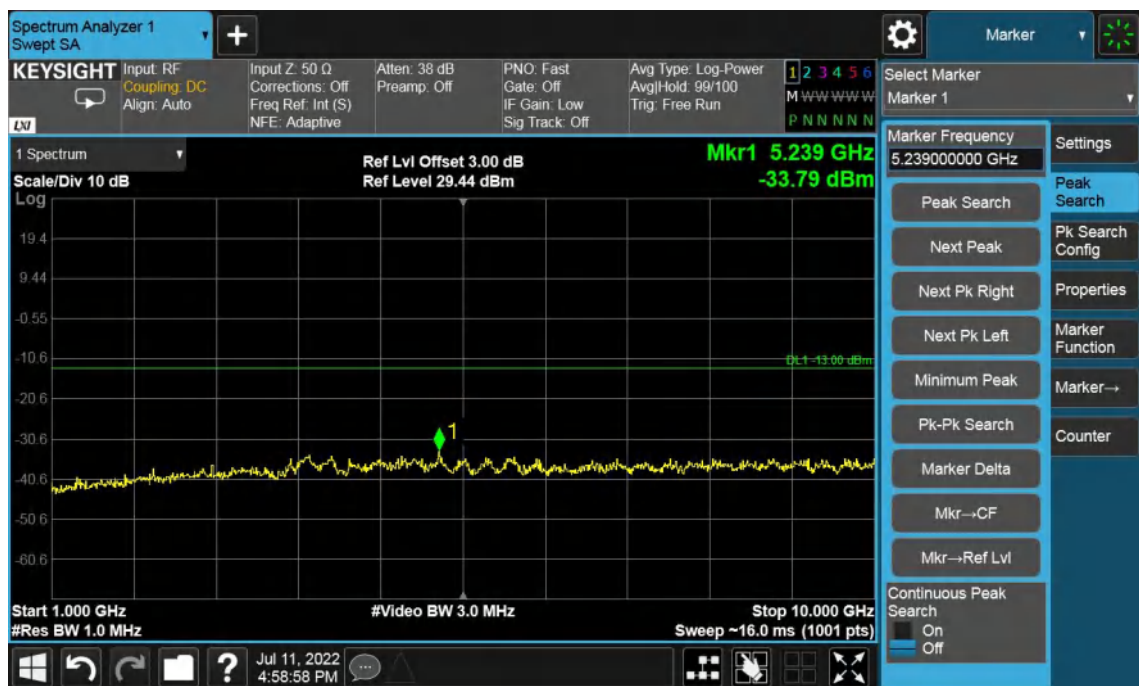 Spectrum Analyzer 1
Swept SA
+
Marker
KEYSIGHT
LXI
Input: RF
Coupling: DC
Align: Auto
Input Z: 50 Ω
Corrections: Off
Freq Ref: Int (S)
NFE: Adaptive
Atten: 38 dB
Preamp: Off
PNO: Fast
Gate: Off
IF Gain: Low
Sig Track: Off
Avg Type: Log-Power
Avg|Hold: 99/100
Trig: Free Run
1 2 3 4 5 6
M W W W W W
P N N N N N
Select Marker
Marker 1
1 Spectrum
Scale/Div 10 dB
Log
Ref Lvl Offset 3.00 dB
Ref Level 29.44 dBm
Mkr1 5.239 GHz
-33.79 dBm
19.4
9.44
-0.55
-10.6
DL1 -13.00 dBm
-20.6
-30.6
1
-40.6
-50.6
-60.6
Start 1.000 GHz
#Res BW 1.0 MHz
#Video BW 3.0 MHz
Stop 10.000 GHz
Sweep ~16.0 ms (1001 pts)
Marker Frequency
5.239000000 GHz
Peak Search
Next Peak
Next Pk Right
Next Pk Left
Minimum Peak
Pk-Pk Search
Marker Delta
Mkr→CF
Mkr→Ref Lvl
Continuous Peak
Search
On
Off
Settings
Peak
Search
Pk Search
Config
Properties
Marker
Function
Marker→
Counter
?
Jul 11, 2022
4:58:58 PM